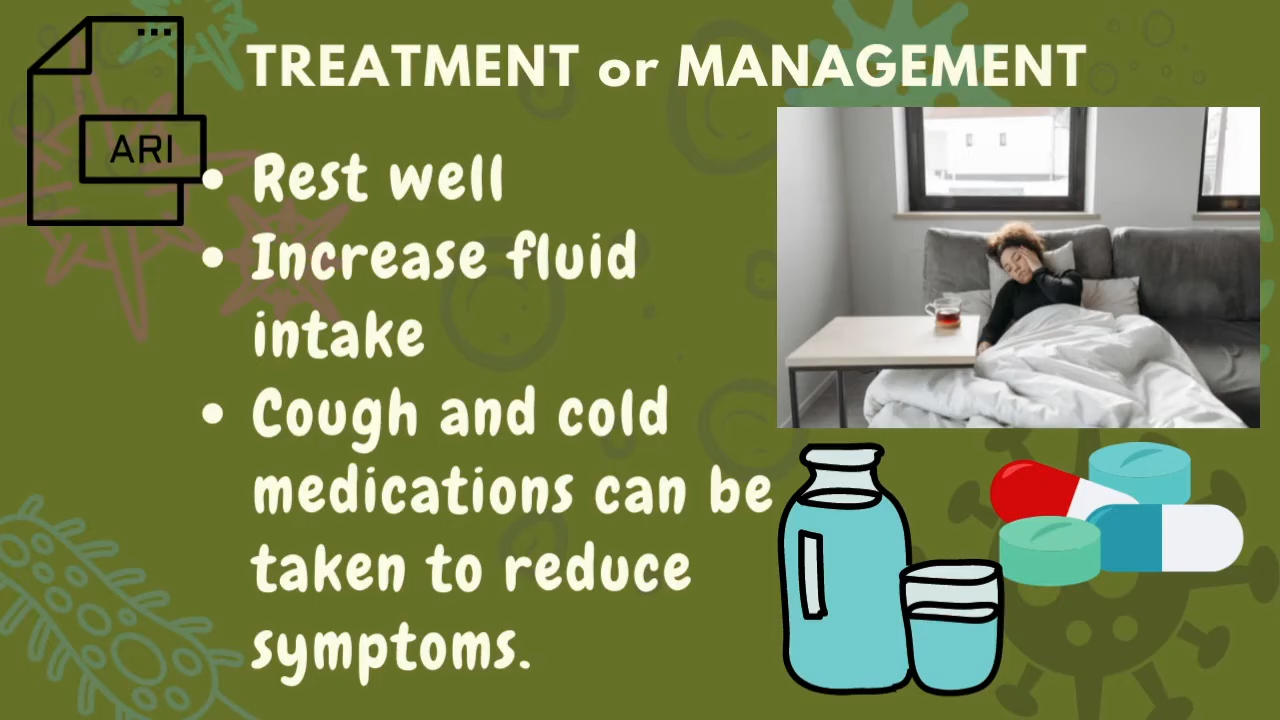 TREATMENT or MANAGEMENT
ARI
• Rest well
• Increase fluid
intake
• Cough and cold
medications can be
taken to reduce
symptoms.